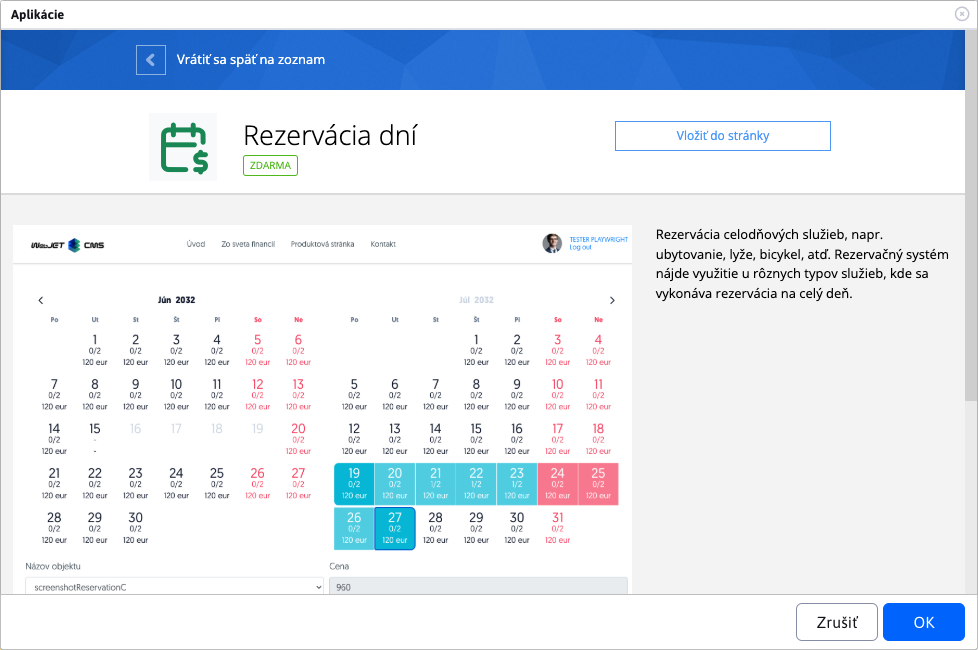 Aplikácie
Vrátiť sa späť na zoznam
Rezervácia dní
ZDARMA
Vložiť do stránky
WebJET CMS
Úvod Zo sveta financií Produktová stránka Kontakt
TESTER PLAYWRIGHT
Log out
Jún 2032
Po Ut St Št Pi So Ne
1 2 3 4 5 6
0/2 0/2 0/2 0/2 0/2 0/2
120 eur 120 eur 120 eur 120 eur 120 eur 120 eur
7 8 9 10 11 12 13
0/2 0/2 0/2 0/2 0/2 0/2 0/2
120 eur 120 eur 120 eur 120 eur 120 eur 120 eur 120 eur
14 15 16 17 18 19 20
0/2 - 0/2
120 eur - 120 eur
21 22 23 24 25 26 27
0/2 0/2 0/2 0/2 0/2 0/2 0/2
120 eur 120 eur 120 eur 120 eur 120 eur 120 eur 120 eur
28 29 30
0/2 0/2 0/2
120 eur 120 eur 120 eur
Júl 2032
Po Ut St Št Pi So Ne
1 2 3 4
0/2 0/2 0/2 0/2
120 eur 120 eur 120 eur 120 eur
5 6 7 8 9 10 11
0/2 0/2 0/2 0/2 0/2 0/2 0/2
120 eur 120 eur 120 eur 120 eur 120 eur 120 eur 120 eur
12 13 14 15 16 17 18
0/2 0/2 0/2 0/2 0/2 0/2 0/2
120 eur 120 eur 120 eur 120 eur 120 eur 120 eur 120 eur
19 20 21 22 23 24 25
0/2 0/2 1/2 1/2 1/2 0/2 0/2
120 eur 120 eur 120 eur 120 eur 120 eur 120 eur 120 eur
26 27 28 29 30 31
0/2 0/2 0/2 0/2 0/2 0/2
120 eur 120 eur 120 eur 120 eur 120 eur 120 eur
Názov objektu
screenshotReservationC
Cena
960
Rezervácia celodňových služieb, napr.
ubytovanie, lyže, bicykel, atď. Rezervačný systém
nájde využitie u rôznych typov služieb, kde sa
vykonáva rezervácia na celý deň.
Zrušiť
OK